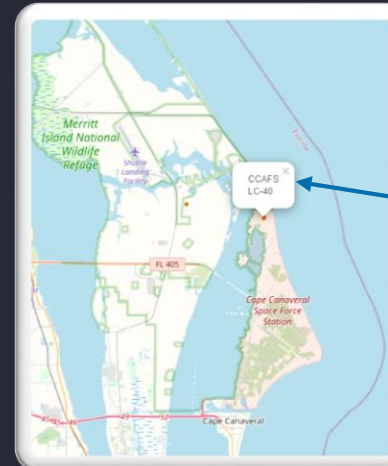 Merritt
Island National
Wildlife
Refuge
Shuttle
Landing
Facility
Florida
CCAFS
LC-40
×
FL 405
Cape Canaveral
Space Force
Station
Cape Canaveral